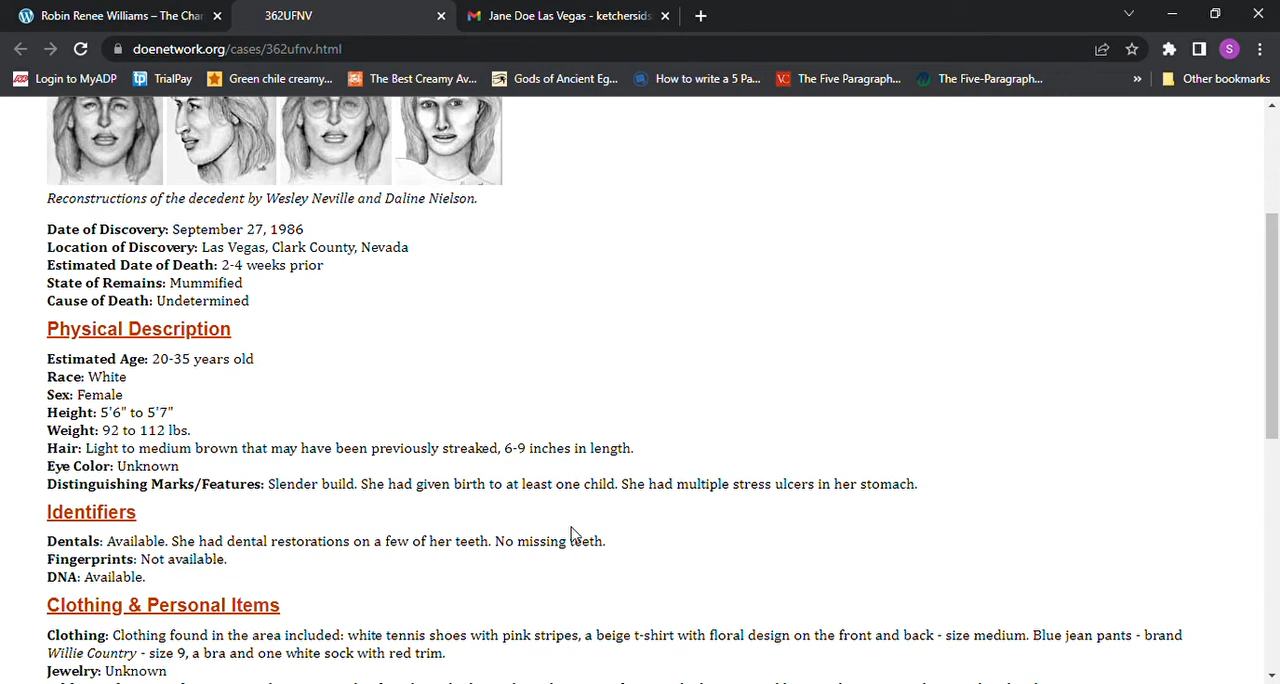 Robin Renee Williams – The Char
362UFNV
Jane Doe Las Vegas - ketchersids
doenetwork.org/cases/362ufnv.html
S
Login to MyADP
TrialPay
Green chile creamy...
The Best Creamy Av...
Gods of Ancient Eg...
How to write a 5 Pa...
The Five Paragraph...
The Five-Paragraph...
»
Other bookmarks
Reconstructions of the decedent by Wesley Neville and Daline Nielson.
Date of Discovery: September 27, 1986
Location of Discovery: Las Vegas, Clark County, Nevada
Estimated Date of Death: 2-4 weeks prior
State of Remains: Mummified
Cause of Death: Undetermined
Physical Description
Estimated Age: 20-35 years old
Race: White
Sex: Female
Height: 5'6" to 5'7"
Weight: 92 to 112 lbs.
Hair: Light to medium brown that may have been previously streaked, 6-9 inches in length.
Eye Color: Unknown
Distinguishing Marks/Features: Slender build. She had given birth to at least one child. She had multiple stress ulcers in her stomach.
Identifiers
Dentals: Available. She had dental restorations on a few of her teeth. No missing teeth.
Fingerprints: Not available.
DNA: Available.
Clothing & Personal Items
Clothing: Clothing found in the area included: white tennis shoes with pink stripes, a beige t-shirt with floral design on the front and back - size medium. Blue jean pants - brand
Willie Country - size 9, a bra and one white sock with red trim.
Jewelry: Unknown